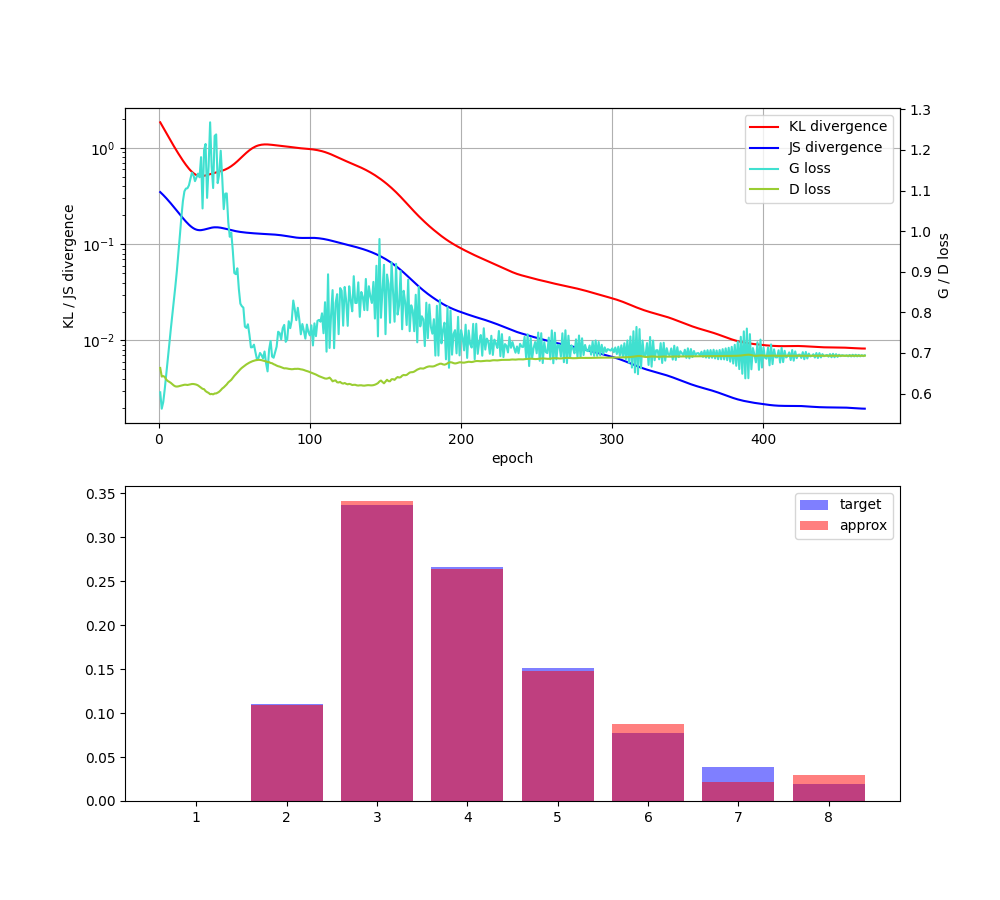 KL / JS divergence
10⁰
10⁻¹
10⁻²
1.3
1.2
1.1
1.0
0.9
0.8
0.7
0.6
G / D loss
KL divergence
JS divergence
G loss
D loss
0 100 200 300 400
epoch
0.35
0.30
0.25
0.20
0.15
0.10
0.05
0.00
target
approx
1 2 3 4 5 6 7 8